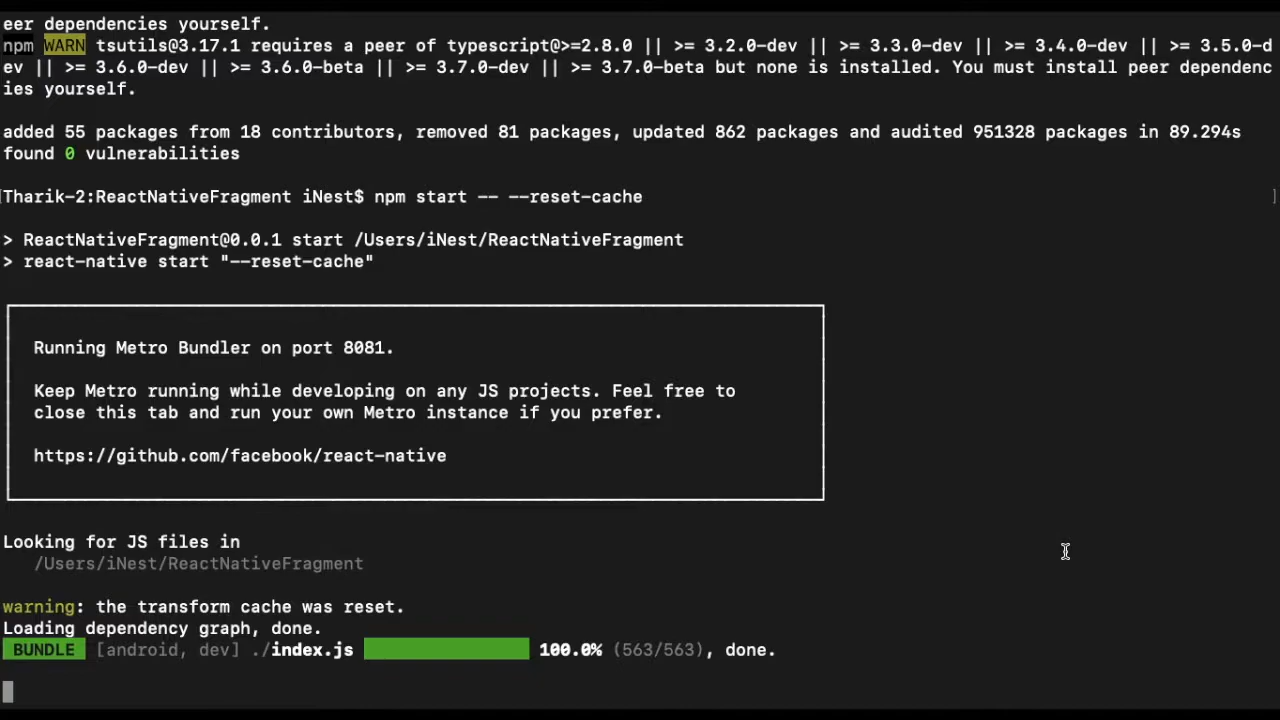 eer dependencies yourself.
npm WARN tsutils@3.17.1 requires a peer of typescript@>=2.8.0 || >= 3.2.0-dev || >= 3.3.0-dev || >= 3.4.0-dev || >= 3.5.0-d
ev || >= 3.6.0-dev || >= 3.6.0-beta || >= 3.7.0-dev || >= 3.7.0-beta but none is installed. You must install peer dependenc
ies yourself.
added 55 packages from 18 contributors, removed 81 packages, updated 862 packages and audited 951328 packages in 89.294s
found 0 vulnerabilities
[Tharik-2:ReactNativeFragment iNest$ npm start -- --reset-cache ]
> ReactNativeFragment@0.0.1 start /Users/iNest/ReactNativeFragment
> react-native start "--reset-cache"
Running Metro Bundler on port 8081.
Keep Metro running while developing on any JS projects. Feel free to
close this tab and run your own Metro instance if you prefer.
https://github.com/facebook/react-native
Looking for JS files in
/Users/iNest/ReactNativeFragment
warning: the transform cache was reset.
Loading dependency graph, done.
BUNDLE [android, dev] ./index.js 100.0% (563/563), done.